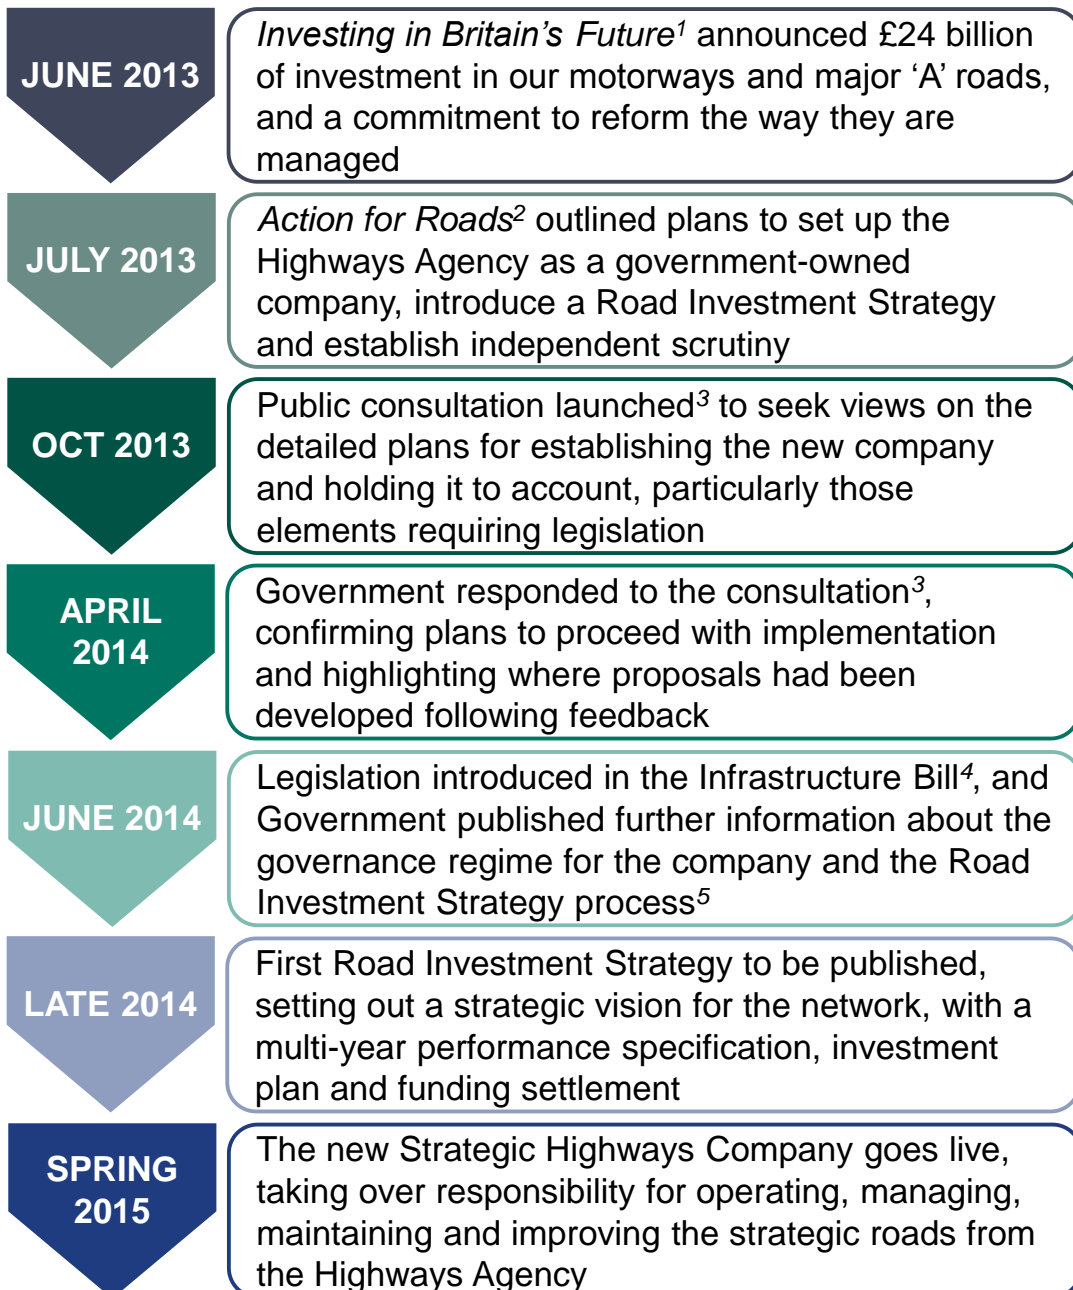 JUNE 2013
Investing in Britain’s Future¹ announced £24 billion
of investment in our motorways and major ‘A’ roads,
and a commitment to reform the way they are
managed
JULY 2013
Action for Roads² outlined plans to set up the
Highways Agency as a government-owned
company, introduce a Road Investment Strategy
and establish independent scrutiny
OCT 2013
Public consultation launched³ to seek views on the
detailed plans for establishing the new company
and holding it to account, particularly those
elements requiring legislation
APRIL
2014
Government responded to the consultation³,
confirming plans to proceed with implementation
and highlighting where proposals had been
developed following feedback
JUNE 2014
Legislation introduced in the Infrastructure Bill⁴, and
Government published further information about the
governance regime for the company and the Road
Investment Strategy process⁵
LATE 2014
First Road Investment Strategy to be published,
setting out a strategic vision for the network, with a
multi-year performance specification, investment
plan and funding settlement
SPRING
2015
The new Strategic Highways Company goes live,
taking over responsibility for operating, managing,
maintaining and improving the strategic roads from
the Highways Agency